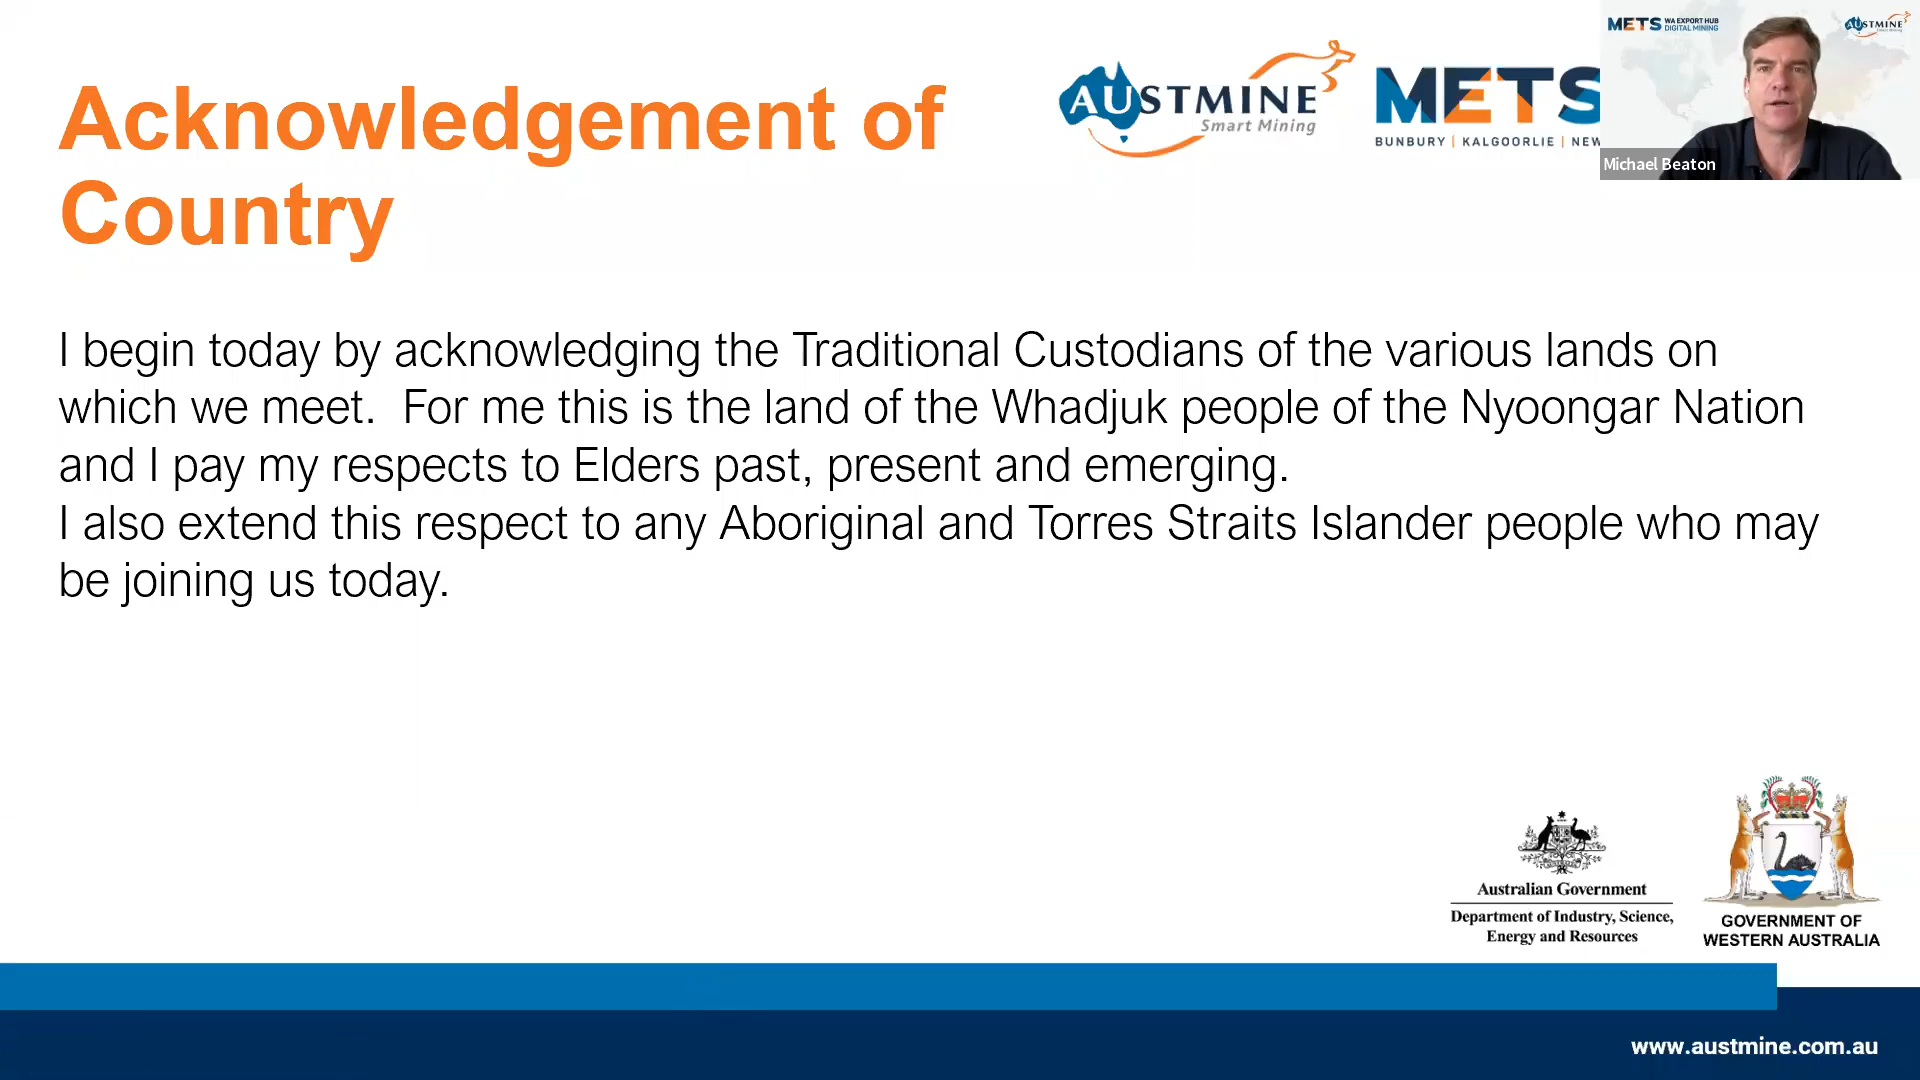 Acknowledgement of
Country
AUSTMINE
Smart Mining
METS
BUNBURY | KALGOORLIE | NEW
METS WA EXPORT HUB
DIGITAL MINING
AUSTMINE
Michael Beaton
I begin today by acknowledging the Traditional Custodians of the various lands on
which we meet.  For me this is the land of the Whadjuk people of the Nyoongar Nation
and I pay my respects to Elders past, present and emerging.
I also extend this respect to any Aboriginal and Torres Straits Islander people who may
be joining us today.
Australian Government
Department of Industry, Science,
Energy and Resources
GOVERNMENT OF
WESTERN AUSTRALIA
www.austmine.com.au